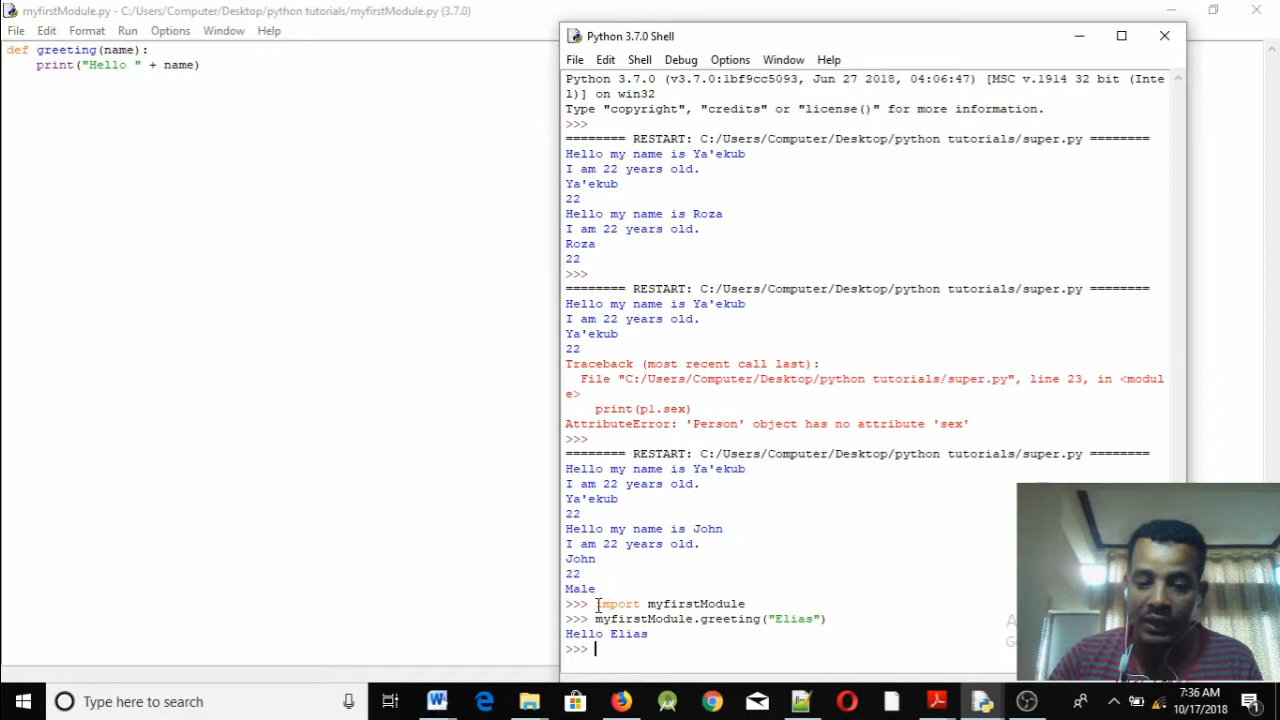 myfirstModule.py - C:/Users/Computer/Desktop/python tutorials/myfirstModule.py (3.7.0)
File Edit Format Run Options Window Help
def greeting(name):
    print("Hello " + name)
Python 3.7.0 Shell
File Edit Shell Debug Options Window Help
Python 3.7.0 (v3.7.0:1bf9cc5093, Jun 27 2018, 04:06:47) [MSC v.1914 32 bit (Inte
l)] on win32
Type "copyright", "credits" or "license()" for more information.
>>>
======== RESTART: C:/Users/Computer/Desktop/python tutorials/super.py ========
Hello my name is Ya'ekub
I am 22 years old.
Ya'ekub
22
Hello my name is Roza
I am 22 years old.
Roza
22
>>>
======== RESTART: C:/Users/Computer/Desktop/python tutorials/super.py ========
Hello my name is Ya'ekub
I am 22 years old.
Ya'ekub
22
Traceback (most recent call last):
  File "C:/Users/Computer/Desktop/python tutorials/super.py", line 23, in <modul
e>
    print(p1.sex)
AttributeError: 'Person' object has no attribute 'sex'
>>>
======== RESTART: C:/Users/Computer/Desktop/python tutorials/super.py ========
Hello my name is Ya'ekub
I am 22 years old.
Ya'ekub
22
Hello my name is John
I am 22 years old.
John
22
Male
>>> import myfirstModule
>>> myfirstModule.greeting("Elias")
Hello Elias
>>>
Type here to search
7:36 AM
10/17/2018